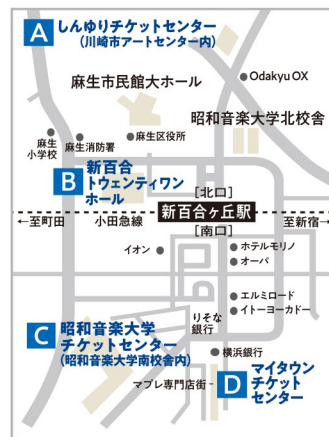 A しんゆりチケットセンター
(川崎市アートセンター内)
Odakyu OX
麻生市民館大ホール
昭和音楽大学北校舎
麻生
小学校
麻生消防署
麻生区役所
B 新百合
トウェンティワン
ホール
[北口]
新百合ヶ丘駅
←至町田
小田急線
至新宿→
[南口]
イオン
ホテルモリノ
オーパ
エルミロード
イトーヨーカドー
りそな
銀行
C 昭和音楽大学
チケットセンター
(昭和音楽大学南校舎内)
横浜銀行
マプレ専門店街
D マイタウン
チケット
センター